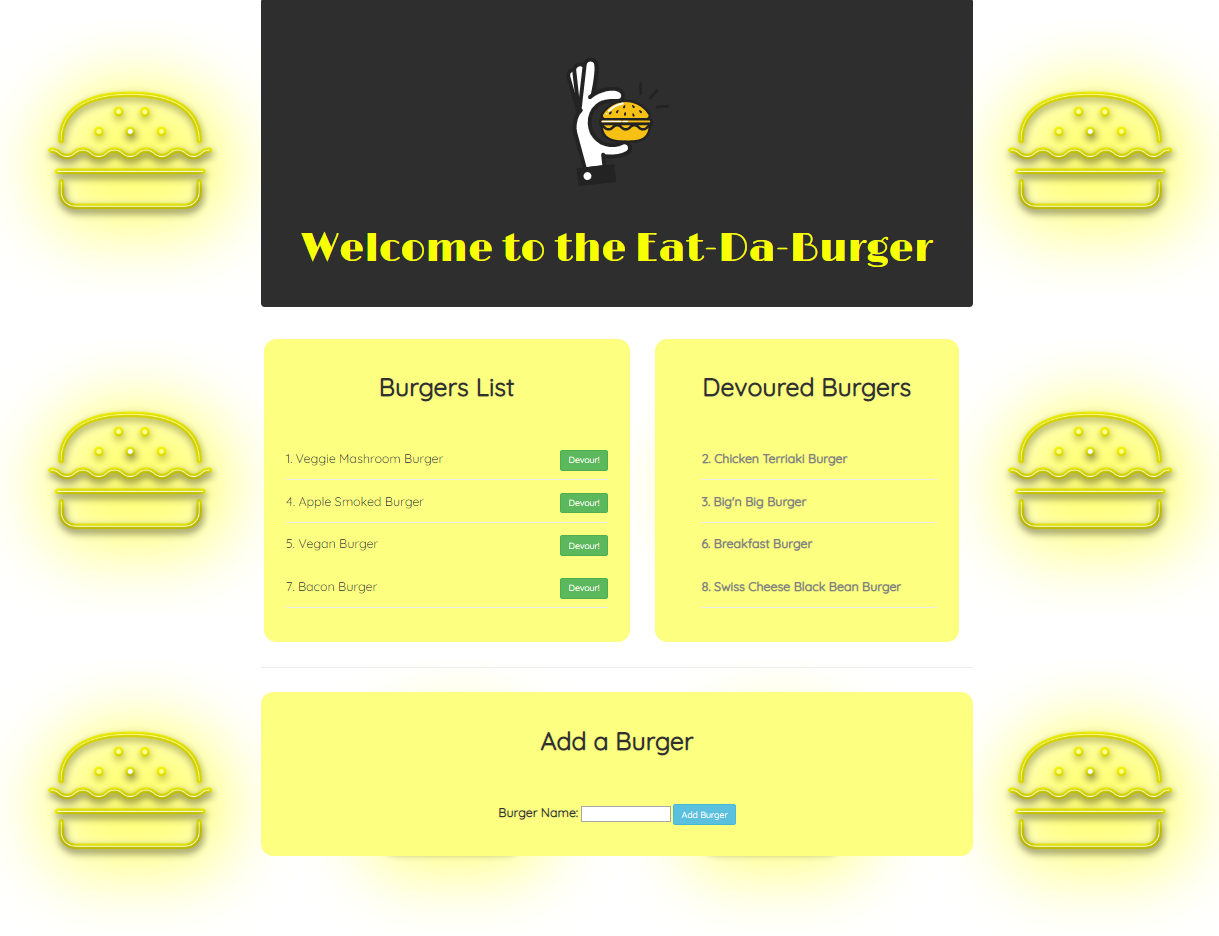 Welcome to the Eat-Da-Burger
Burgers List
1. Veggie Mashroom Burger
Devour!
4. Apple Smoked Burger
Devour!
5. Vegan Burger
Devour!
7. Bacon Burger
Devour!
Devoured Burgers
2. Chicken Terriaki Burger
3. Big'n Big Burger
6. Breakfast Burger
8. Swiss Cheese Black Bean Burger
Add a Burger
Burger Name:
Add Burger